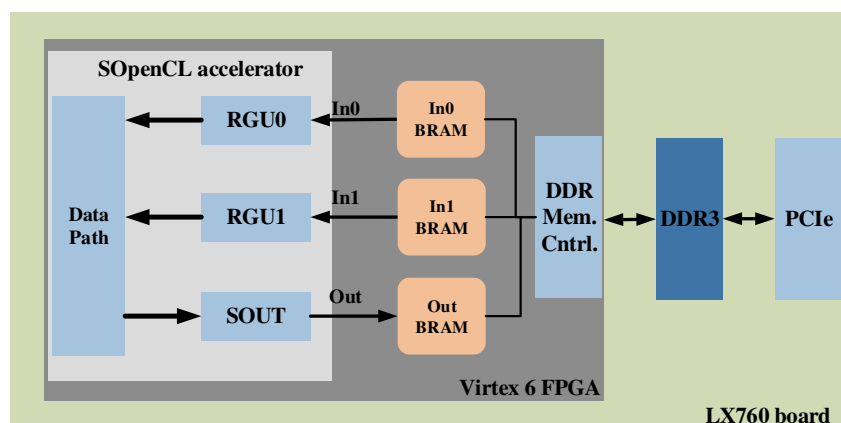 SOpenCL accelerator
In0
RGU0
In0
BRAM
In1
RGU1
In1
BRAM
Data
Path
DDR
Mem.
Cntrl.
DDR3
PCIe
Out
SOUT
Out
BRAM
Virtex 6 FPGA
LX760 board